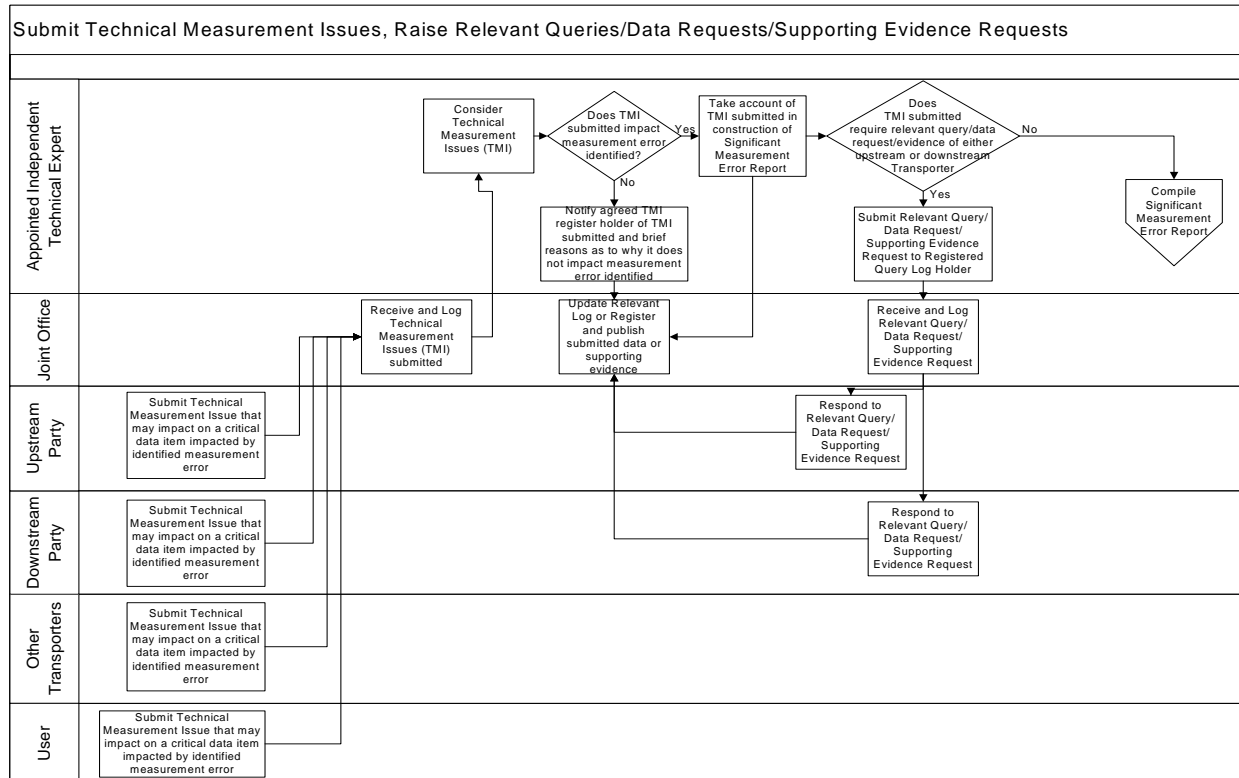 Submit Technical Measurement Issues, Raise Relevant Queries/Data Requests/Supporting Evidence Requests
Appointed Independent
Technical Expert
Consider
Technical
Measurement
Issues (TMI)
Does TMI
submitted impact
measurement error
identified?
Yes
No
Take account of
TMI submitted in
construction of
Significant
Measurement
Error Report
Does
TMI submitted
require relevant query/data
request/evidence of either
upstream or downstream
Transporter
No
Yes
Compile
Significant
Measurement
Error Report
Notify agreed TMI
register holder of TMI
submitted and brief
reasons as to why it does
not impact measurement
error identified
Submit Relevant Query/
Data Request/
Supporting Evidence
Request to Registered
Query Log Holder
Joint Office
Receive and Log
Technical
Measurement
Issues (TMI)
submitted
Update Relevant
Log or Register
and publish
submitted data or
supporting
evidence
Receive and Log
Relevant Query/
Data Request/
Supporting
Evidence Request
Upstream
Party
Submit Technical
Measurement Issue that
may impact on a critical
data item impacted by
identified measurement
error
Respond to
Relevant Query/
Data Request/
Supporting
Evidence Request
Downstream
Party
Submit Technical
Measurement Issue that
may impact on a critical
data item impacted by
identified measurement
error
Respond to
Relevant Query/
Data Request/
Supporting
Evidence Request
Other
Transporters
Submit Technical
Measurement Issue that
may impact on a critical
data item impacted by
identified measurement
error
User
Submit Technical
Measurement Issue that may
impact on a critical data item
impacted by identified
measurement error